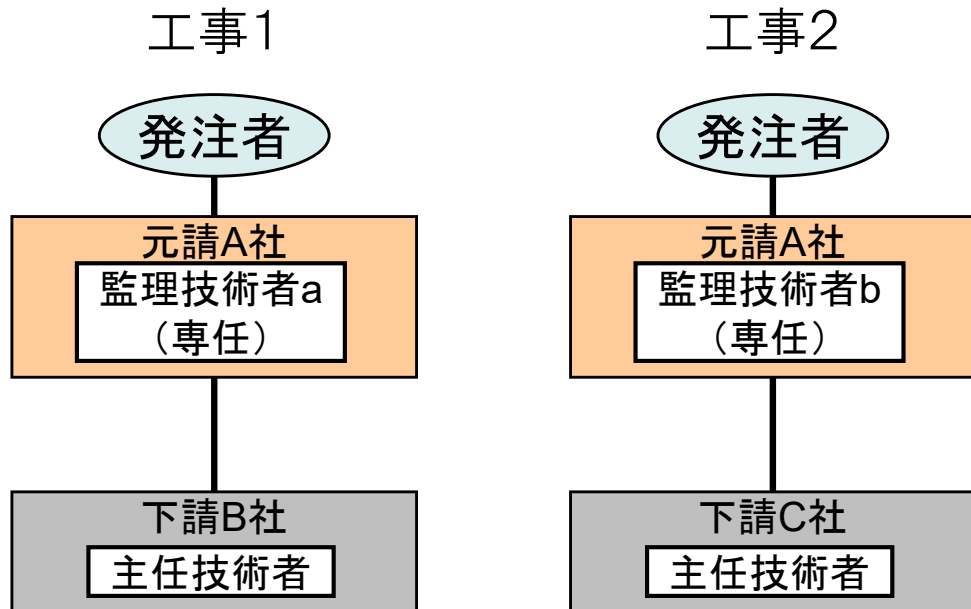 工事1
発注者
元請A社
監理技術者a
（専任）
下請B社
主任技術者
工事2
発注者
元請A社
監理技術者b
（専任）
下請C社
主任技術者